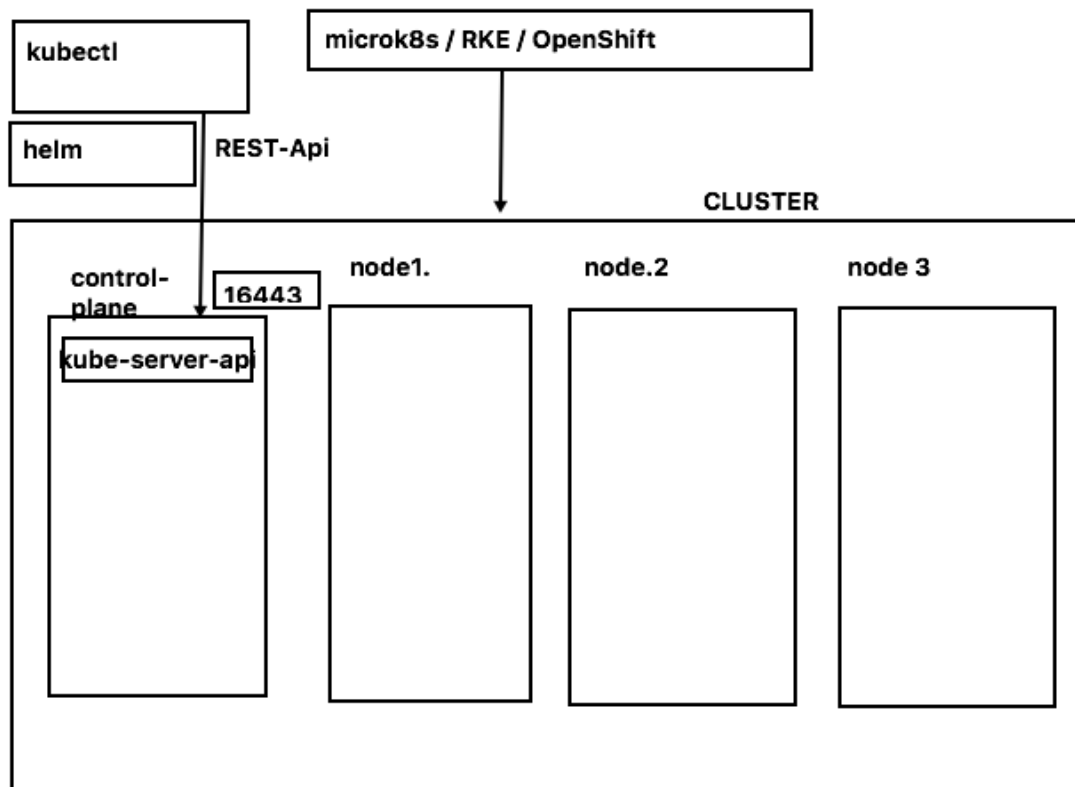 kubectl
microk8s / RKE / OpenShift
helm
REST-Api
CLUSTER
control-
plane
16443
node1.
node.2
node 3
kube-server-api